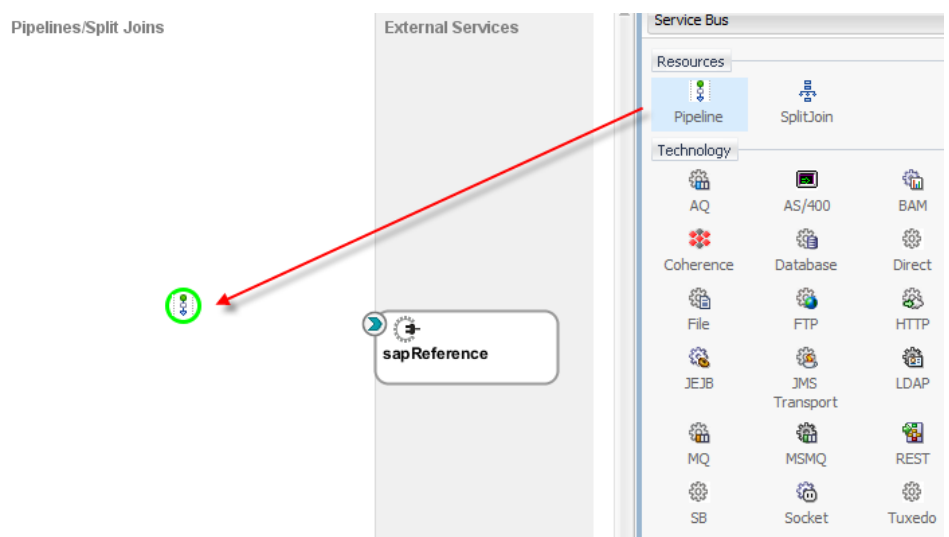 Pipelines/Split Joins
External Services
sapReference
Service Bus
Resources
Pipeline
SplitJoin
Technology
AQ
AS/400
BAM
Coherence
Database
Direct
File
FTP
HTTP
JEJB
JMS
Transport
LDAP
MQ
MSMQ
REST
SB
Socket
Tuxedo